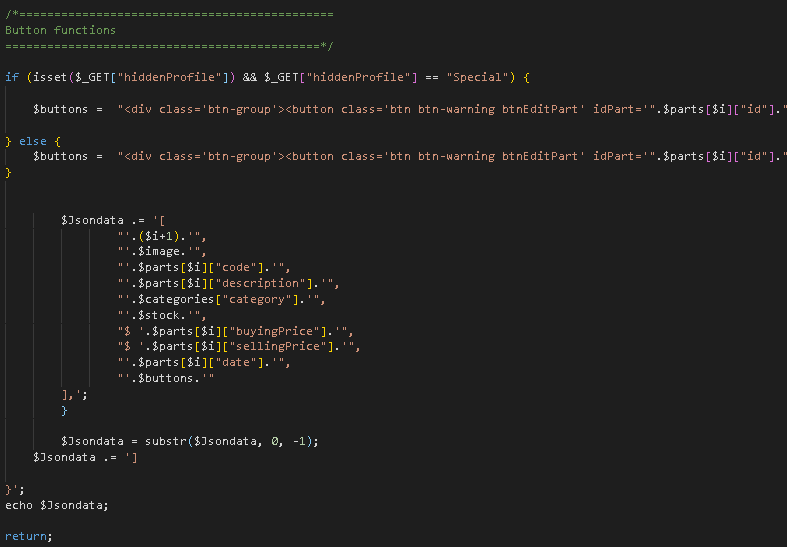 /*=============================================
Button functions
=============================================*/
if (isset($_GET["hiddenProfile"]) && $_GET["hiddenProfile"] == "Special") {
$buttons =  "<div class='btn-group'><button class='btn btn-warning btnEditPart' idPart='".$parts[$i]["id"]."
} else {
$buttons =  "<div class='btn-group'><button class='btn btn-warning btnEditPart' idPart='".$parts[$i]["id"]."
}
$Jsondata .= '[
"'.($i+1).'",
"'.$image.'",
"'.$parts[$i]["code"].'",
"'.$parts[$i]["description"].'",
"'.$categories["category"].'",
"'.$stock.'",
"$ '.$parts[$i]["buyingPrice"].'",
"$ '.$parts[$i]["sellingPrice"].'",
"'.$parts[$i]["date"].'",
"'.$buttons.'"
],';
}
$Jsondata = substr($Jsondata, 0, -1);
$Jsondata .= ']
}';
echo $Jsondata;
return;